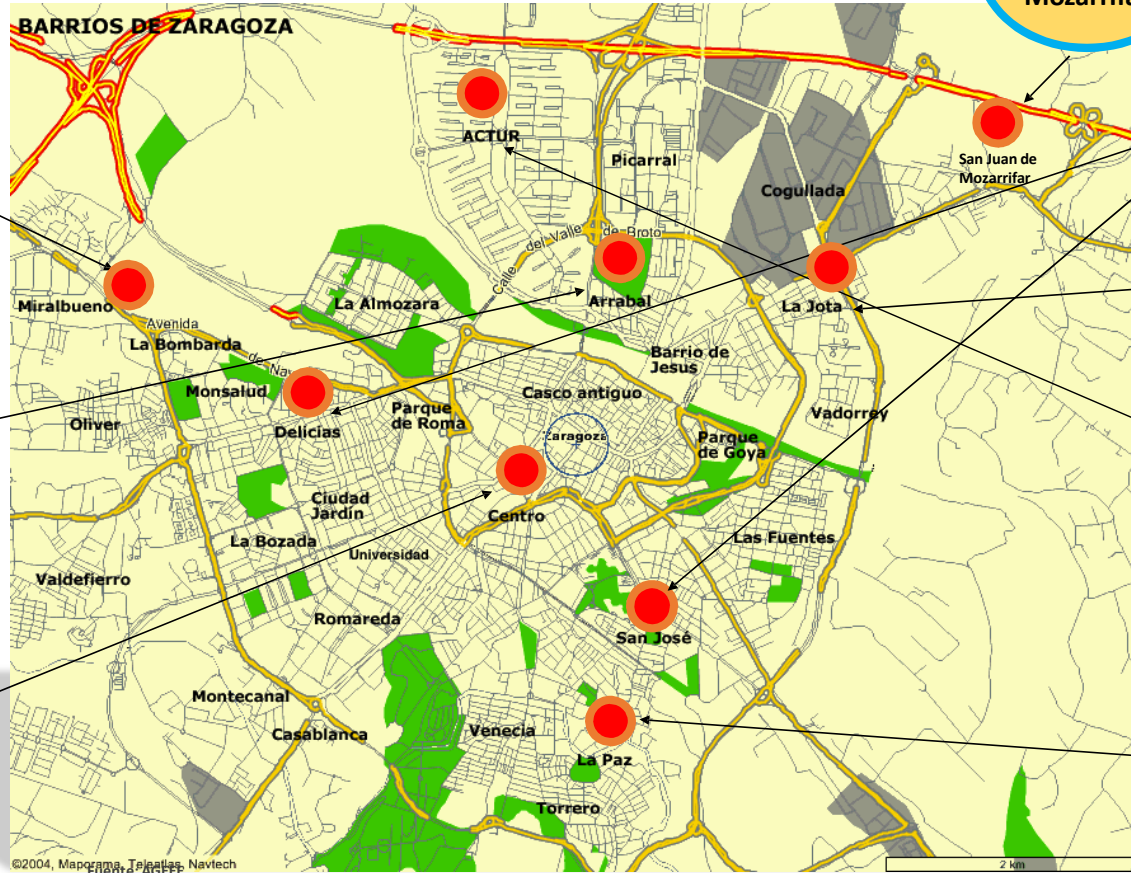 Mozarrifa
BARRIOS DE ZARAGOZA
ACTUR
Picarral
San Juan de
Mozarrifar
Cogullada
Calle del Valle de Broto
Miralbueno
La Almozara
Arrabal
La Jota
Avenida de Na
La Bombarda
Barrio de
Jesus
Monsalud
Casco antiguo
Oliver
Delicias
Parque
de Roma
Zaragoza
Parque
de Goya
Vadorrey
Ciudad
Jardín
Centro
La Bozada
Universidad
Las Fuentes
Valdefierro
Romareda
San José
Montecanal
Casablanca
Venecia
La Paz
Torrero
©2004, Maporama, Teleatlas, Navtech
2 km